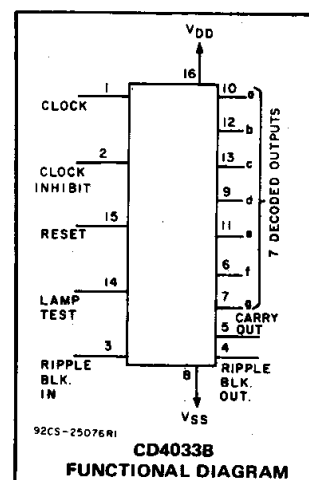 VDD
16
1
CLOCK
2
CLOCK
INHIBIT
15
RESET
14
LAMP
TEST
3
RIPPLE
BLK.
IN
10 a
12 b
13 c
9 d
11 e
6 f
7 g
7 DECODED OUTPUTS
CARRY
OUT
5
4
RIPPLE
BLK.
OUT.
8
VSS
92CS-25076R1
CD4033B
FUNCTIONAL DIAGRAM